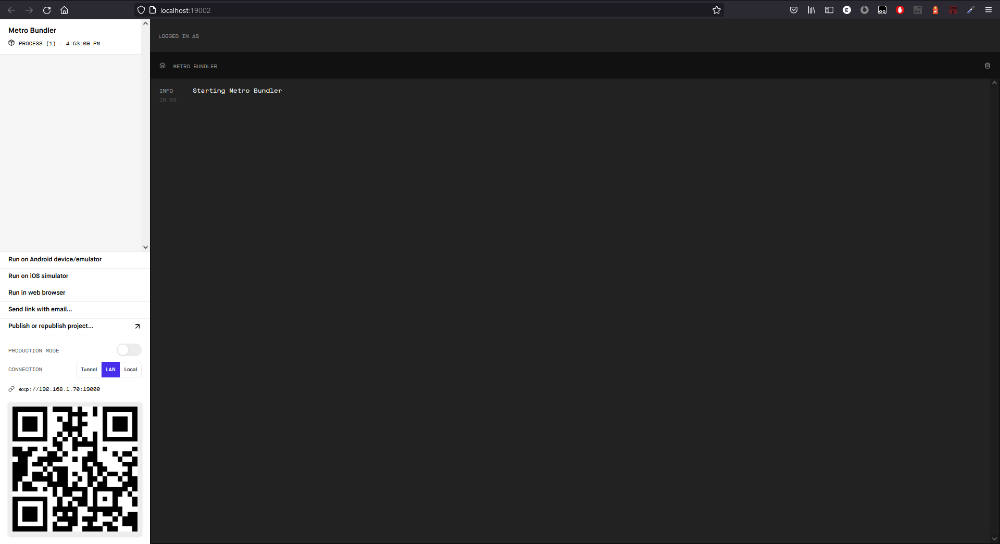 localhost:19002
Metro Bundler
PROCESS (1) - 4:53:09 PM
LOGGED IN AS
METRO BUNDLER
INFO
Starting Metro Bundler
16:53
Run on Android device/emulator
Run on iOS simulator
Run in web browser
Send link with email...
Publish or republish project...
PRODUCTION MODE
CONNECTION
Tunnel
LAN
Local
exp://192.168.1.70:19000